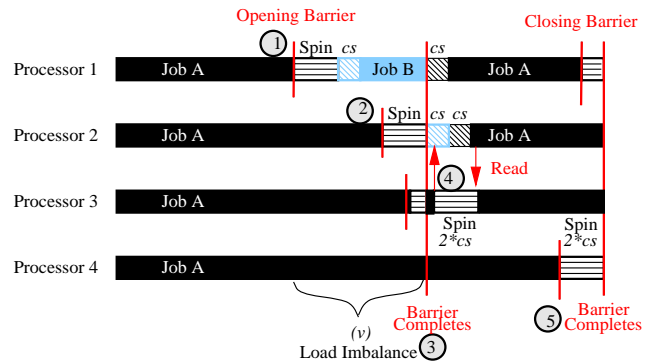 Opening Barrier
Closing Barrier
1
Spin
cs
cs
Processor 1
Job A
Job B
Job A
2
Spin
cs
cs
Processor 2
Job A
Job A
Read
4
Processor 3
Job A
Spin
2*cs
Spin
2*cs
Processor 4
Job A
(v)
Load Imbalance
Barrier
Completes
3
5
Barrier
Completes